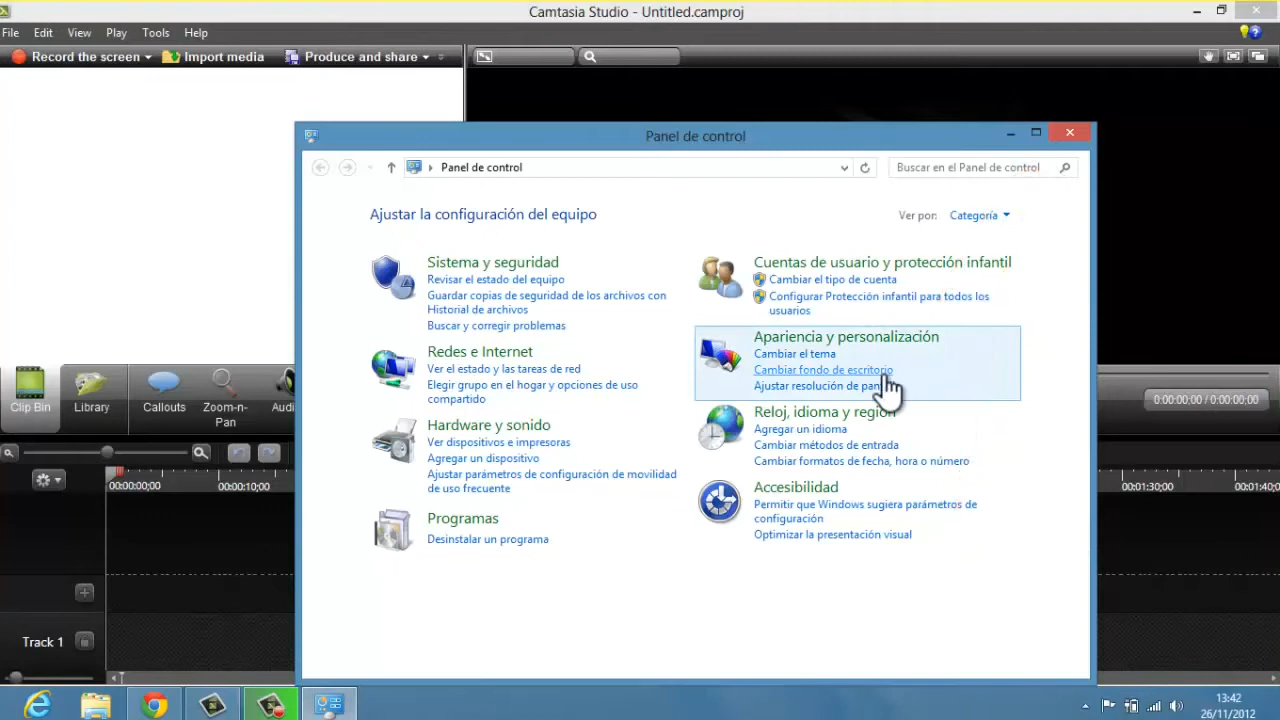 Camtasia Studio - Untitled.camproj
File Edit View Play Tools Help
Record the screen Import media Produce and share
Panel de control
Panel de control
Buscar en el Panel de control
Ajustar la configuración del equipo
Ver por: Categoría
Sistema y seguridad
Revisar el estado del equipo
Guardar copias de seguridad de los archivos con
Historial de archivos
Buscar y corregir problemas
Redes e Internet
Ver el estado y las tareas de red
Elegir grupo en el hogar y opciones de uso
compartido
Hardware y sonido
Ver dispositivos e impresoras
Agregar un dispositivo
Ajustar parámetros de configuración de movilidad
de uso frecuente
Programas
Desinstalar un programa
Cuentas de usuario y protección infantil
Cambiar el tipo de cuenta
Configurar Protección infantil para todos los
usuarios
Apariencia y personalización
Cambiar el tema
Cambiar fondo de escritorio
Ajustar resolución de
Reloj, idioma y región
Agregar un idioma
Cambiar métodos de entrada
Cambiar formatos de fecha, hora o número
Accesibilidad
Permitir que Windows sugiera parámetros de
configuración
Optimizar la presentación visual
Clip Bin
Library
Callouts
Zoom-n-
Pan
Audi
0:00:00;00 / 0:00:00;00
00:00:00;00 00:00:10;00 00:01:30;00 00:01:40;0
Track 1
13:42
26/11/2012